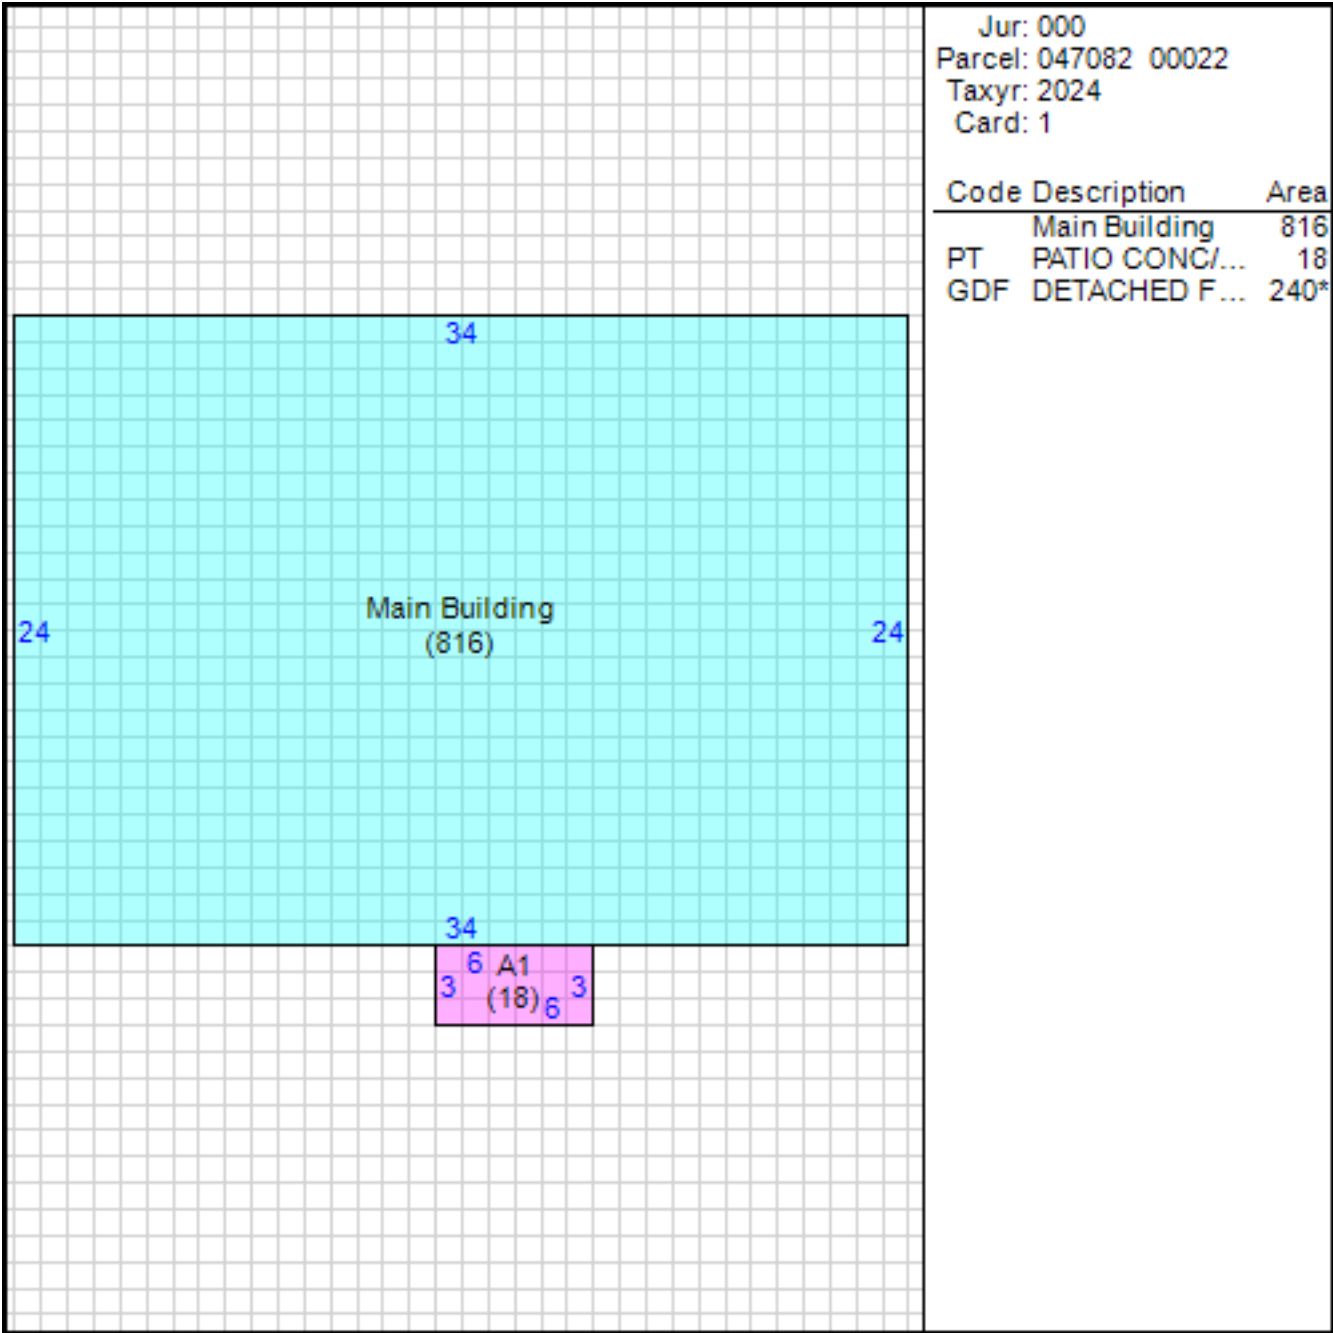 Jur: 000
Parcel: 047082 00022
Taxyr: 2024
Card: 1
Code Description Area
Main Building 816
PT PATIO CONC/... 18
GDF DETACHED F... 240*
34
Main Building
24 24
(816)
34
6 A1
3 3
(18)
6